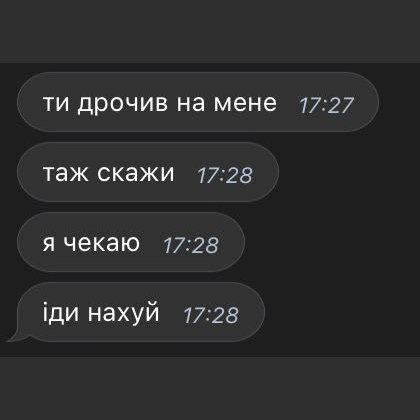 ти дрочив на мене 17:27
таж скажи 17:28
я чекаю 17:28
іди нахуй 17:28